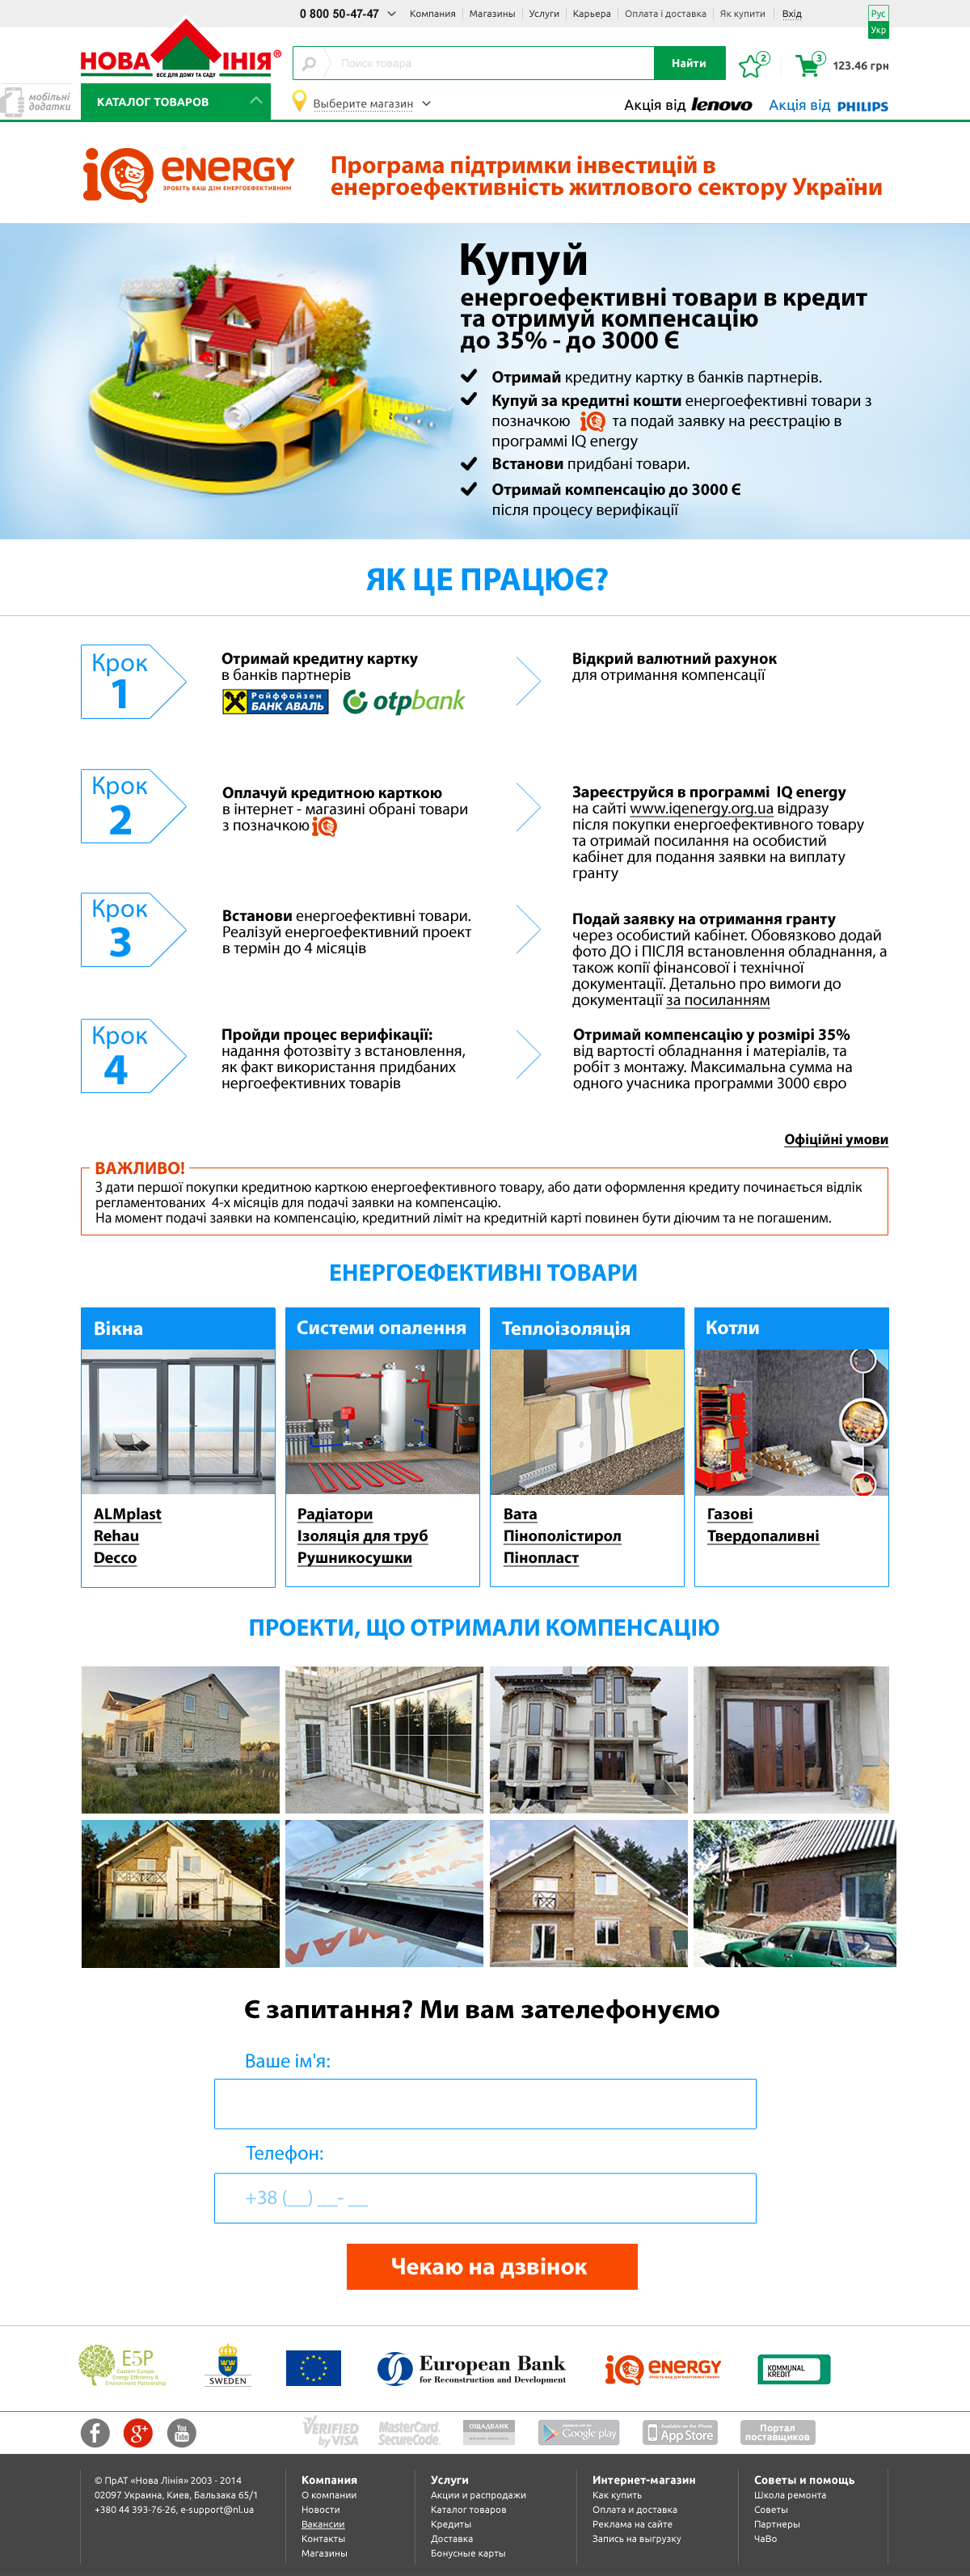 0 800 50-47-47 Компания Магазины Услуги Карьера Оплата і доставка Як купити Вхід Рус
Укр
НОВА ЛІНІЯ®
ВСЕ ДЛЯ ДОМУ ТА САДУ
Поиск товара Найти 2 3 123.46 грн
мобільні
додатки
КАТАЛОГ ТОВАРОВ Выберите магазин Акція від lenovo Акція від PHILIPS
iQ ENERGY
ЗРОБІТЬ ВАШ ДІМ ЕНЕРГОЕФЕКТИВНИМ
Програма підтримки інвестицій в
енергоефективність житлового сектору України
Купуй
енергоефективні товари в кредит
та отримуй компенсацію
до 35% - до 3000 Є
Отримай кредитну картку в банків партнерів.
Купуй за кредитні кошти енергоефективні товари з
позначкою iQ та подай заявку на реєстрацію в
программі IQ energy
Встанови придбані товари.
Отримай компенсацію до 3000 Є
після процесу верифікації
ЯК ЦЕ ПРАЦЮЄ?
Крок
1
Отримай кредитну картку
в банків партнерів
Райффайзен
БАНК АВАЛЬ
otpbank
Відкрий валютний рахунок
для отримання компенсації
Крок
2
Оплачуй кредитною карткою
в інтернет - магазині обрані товари
з позначкою iQ
Зареєструйся в программі IQ energy
на сайті www.iqenergy.org.ua відразу
після покупки енергоефективного товару
та отримай посилання на особистий
кабінет для подання заявки на виплату
гранту
Крок
3
Встанови енергоефективні товари.
Реалізуй енергоефективний проект
в термін до 4 місяців
Подай заявку на отримання гранту
через особистий кабінет. Обовязково додай
фото ДО і ПІСЛЯ встановлення обладнання, а
також копії фінансової і технічної
документації. Детально про вимоги до
документації за посиланням
Крок
4
Пройди процес верифікації:
надання фотозвіту з встановлення,
як факт використання придбаних
нергоефективних товарів
Отримай компенсацію у розмірі 35%
від вартості обладнання і матеріалів, та
робіт з монтажу. Максимальна сумма на
одного учасника программи 3000 євро
Офіційні умови
ВАЖЛИВО!
З дати першої покупки кредитною карткою енергоефективного товару, або дати оформлення кредиту починається відлік
регламентованих 4-х місяців для подачі заявки на компенсацію.
На момент подачі заявки на компенсацію, кредитний ліміт на кредитній карті повинен бути діючим та не погашеним.
ЕНЕРГОЕФЕКТИВНІ ТОВАРИ
Вікна
ALMplast
Rehau
Decco
Системи опалення
Радіатори
Ізоляція для труб
Рушникосушки
Теплоізоляція
Вата
Пінополістирол
Пінопласт
Котли
Газові
Твердопаливні
ПРОЕКТИ, ЩО ОТРИМАЛИ КОМПЕНСАЦІЮ
Є запитання? Ми вам зателефонуємо
Ваше ім'я:
Телефон:
+38 (__) __- __
Чекаю на дзвінок
E5P
Eastern Europe
Energy Efficiency &
Environment Partnership
SWEDEN
European Bank
for Reconstruction and Development
iQ ENERGY
KOMMUNAL
KREDIT
f g+ You Tube
VERIFIED
by VISA
MasterCard.
SecureCode.
ОЩАДБАНК
Google play
Available on the iPhone
App Store
Портал
поставщиков
© ПрАТ «Нова Лінія» 2003 - 2014
02097 Украина, Киев, Бальзака 65/1
+380 44 393-76-26, e-support@nl.ua
Компания
О компании
Новости
Вакансии
Контакты
Магазины
Услуги
Акции и распродажи
Каталог товаров
Кредиты
Доставка
Бонусные карты
Интернет-магазин
Как купить
Оплата и доставка
Реклама на сайте
Запись на выгрузку
Советы и помощь
Школа ремонта
Советы
Партнеры
ЧаВо